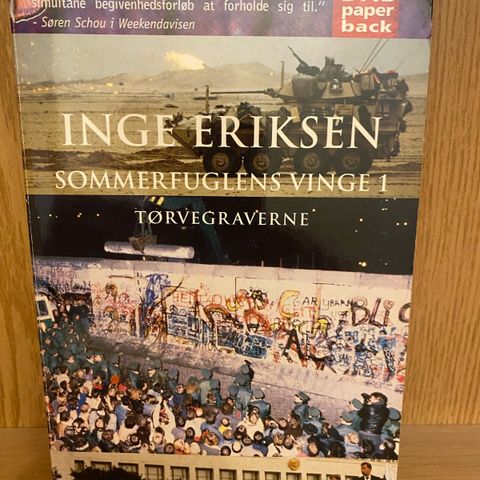 simultane begivenhedsforløb at forholde sig til."
- Søren Schou i Weekendavisen
paper
back
INGE ERIKSEN
SOMMERFUGLENS VINGE 1
TØRVEGRAVERNE